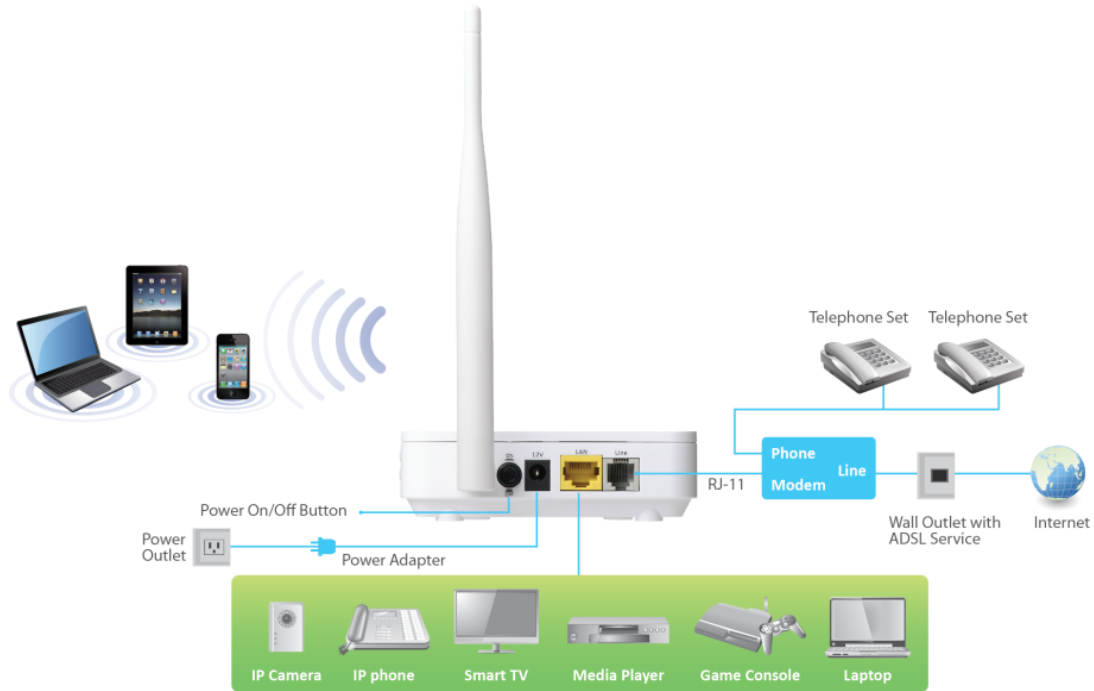 Telephone Set
Telephone Set
12V
LAN
Line
Phone
Line
Modem
RJ-11
Power On/Off Button
Wall Outlet with
ADSL Service
Internet
Power
Outlet
Power Adapter
IP Camera
IP phone
Smart TV
Media Player
Game Console
Laptop